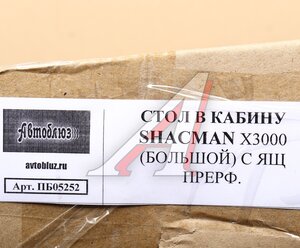 Автоблюз
avtobluz.ru
Арт. ПБ05252
СТОЛ В КАБИНУ
SHACMAN X3000
(БОЛЬШОЙ) С ЯЩ
ПРЕРФ.